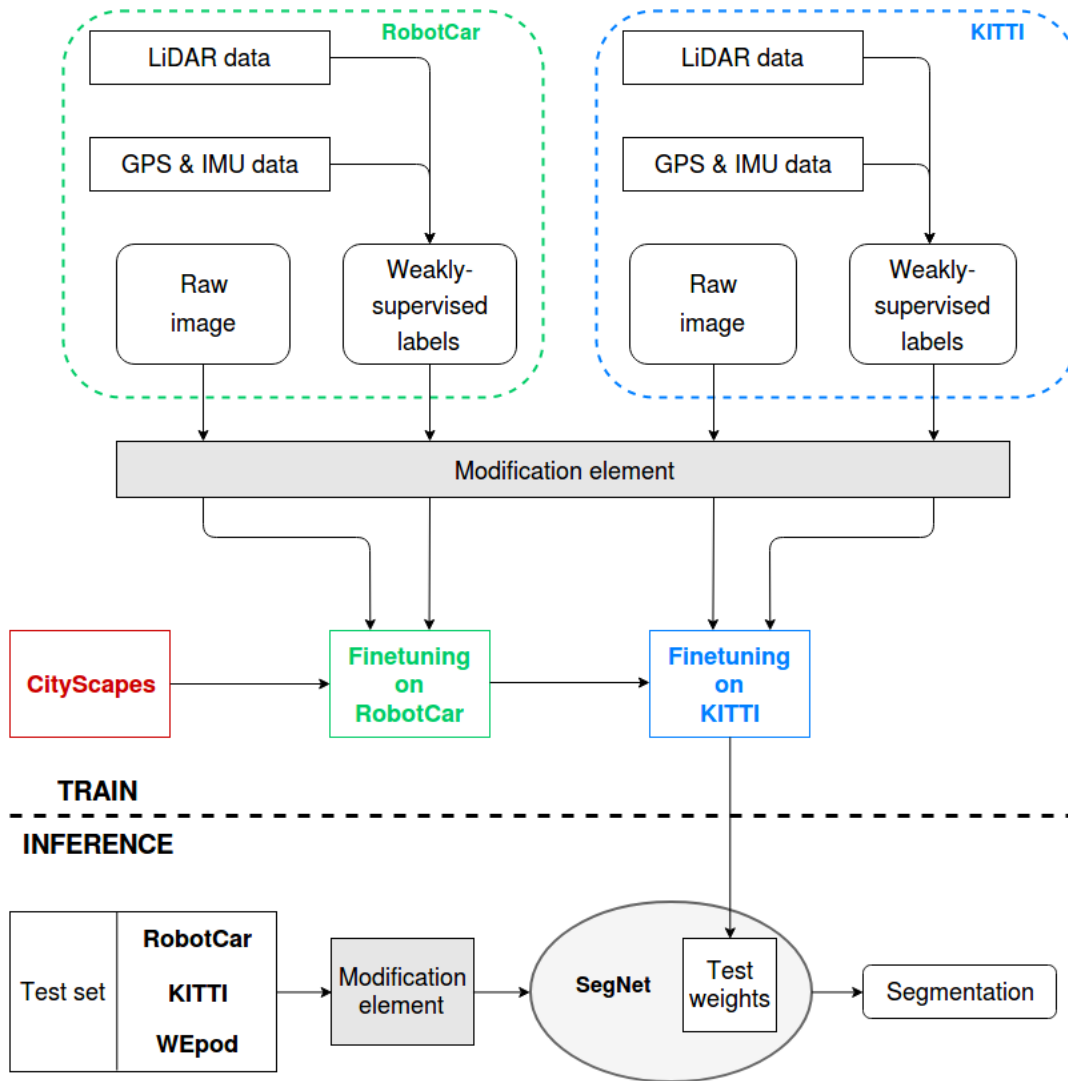 RobotCar
LiDAR data
GPS & IMU data
Raw
image
Weakly-
supervised
labels
KITTI
LiDAR data
GPS & IMU data
Raw
image
Weakly-
supervised
labels
Modification element
CityScapes
Finetuning
on
RobotCar
Finetuning
on
KITTI
TRAIN
INFERENCE
Test set
RobotCar
KITTI
WEpod
Modification
element
SegNet
Test
weights
Segmentation